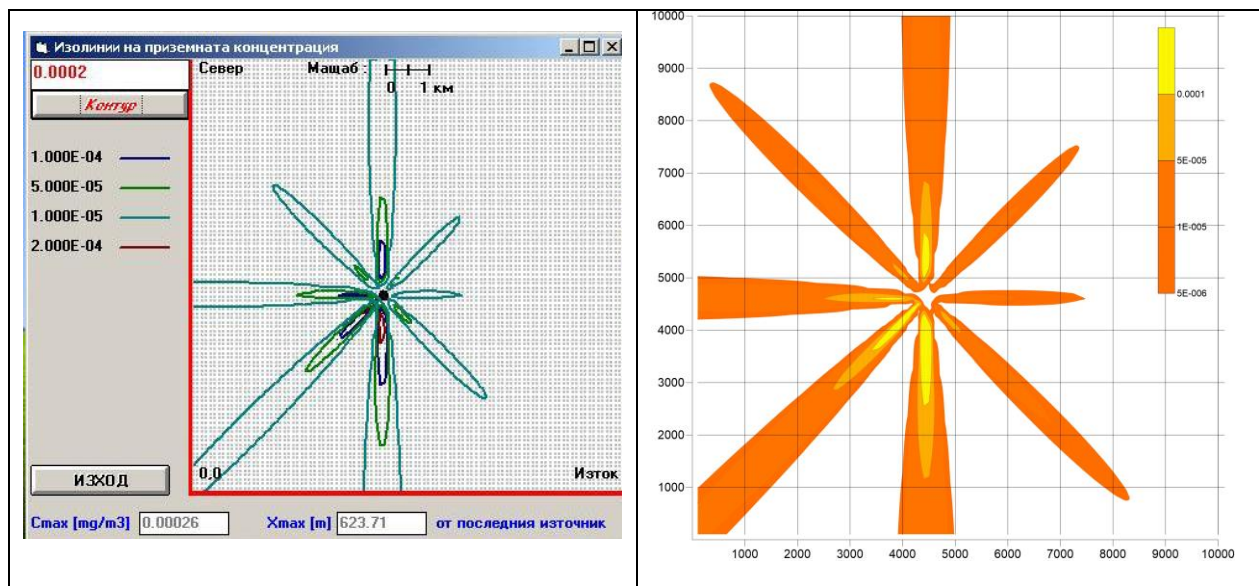 Изолинии на приземната концентрация
0.0002
Контур
Север
Мащаб :
0 1 км
1.000E-04
5.000E-05
1.000E-05
2.000E-04
0,0
Изток
ИЗХОД
Cmax [mg/m3] 0.00026 Xmax [m] 623.71 от последния източник
10000
9000
8000
7000
6000
5000
4000
3000
2000
1000
1000 2000 3000 4000 5000 6000 7000 8000 9000 10000
0.0001
5E-005
1E-005
5E-006